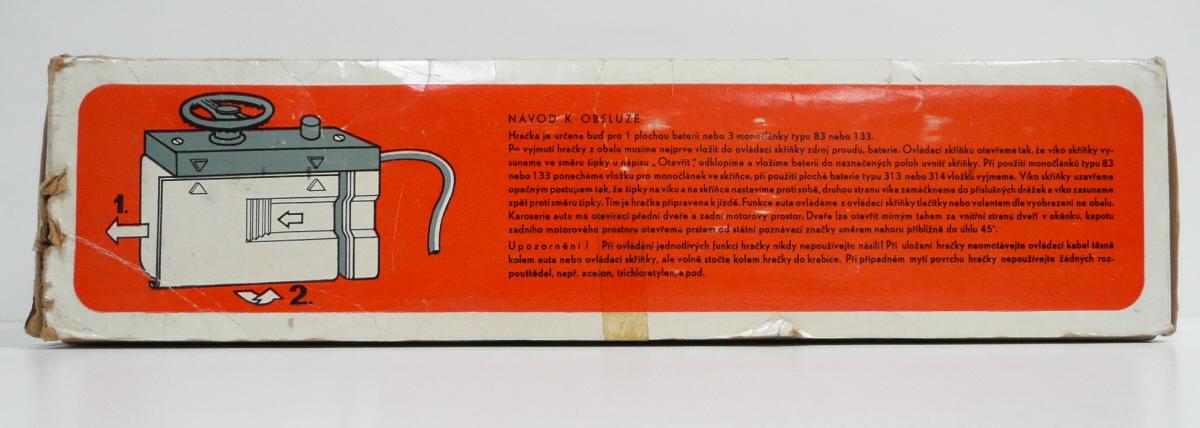 1.
2.
NÁVOD K OBSLUZE
Hračka je určena buď pro 1 plochou baterii nebo 3 monočlánky typu 83 nebo 133.
Při vyjmutí hračky z obalu musíme nejprve vložit do ovládací skříňky zdroj proudu, baterie. Ovládací skříňku otevřeme tak, že víko skříňky vy-
suneme ve směru šipky u nápisu „Otevřít", odklopíme a vložíme baterii do naznačených poloh uvnitř skříňky. Při použití monočlánků typu 83
nebo 133 ponecháme vložku pro monočlánek ve skříňce, při použití ploché baterie typu 313 nebo 314 vložku vyjmeme. Víko skříňky uzavřeme
opačným postupem tak, že šipky na víku a na skříňce nastavíme proti sobě, druhou stranu víka zamáčkneme do příslušných drážek a víko zasuneme
zpět proti směru šipky. Tím je hračka připravena k jízdě. Funkce auta ovládáme z ovládací skříňky tlačítky nebo volantem dle vyobrazení na obalu.
Karoserie auta má otevírací přední dveře a zadní motorový prostor. Dveře lze otevřít mírným tahem za vnitřní stranu dveří v okénku, kapotu
zadního motorového prostoru otevřeme prstem od státní poznávací značky směrem nahoru přibližně do úhlu 45°.
Upozornění! Při ovládání jednotlivých funkcí hračky nikdy nepoužívejte násilí! Při uložení hračky neomotávejte ovládací kabel těsně
kolem auta nebo ovládací skříňky, ale volně stočte kolem hračky do krabice. Při případném mytí povrchu hračky nepoužívejte žádných roz-
pouštědel, např. aceton, trichloretylen, a pod.